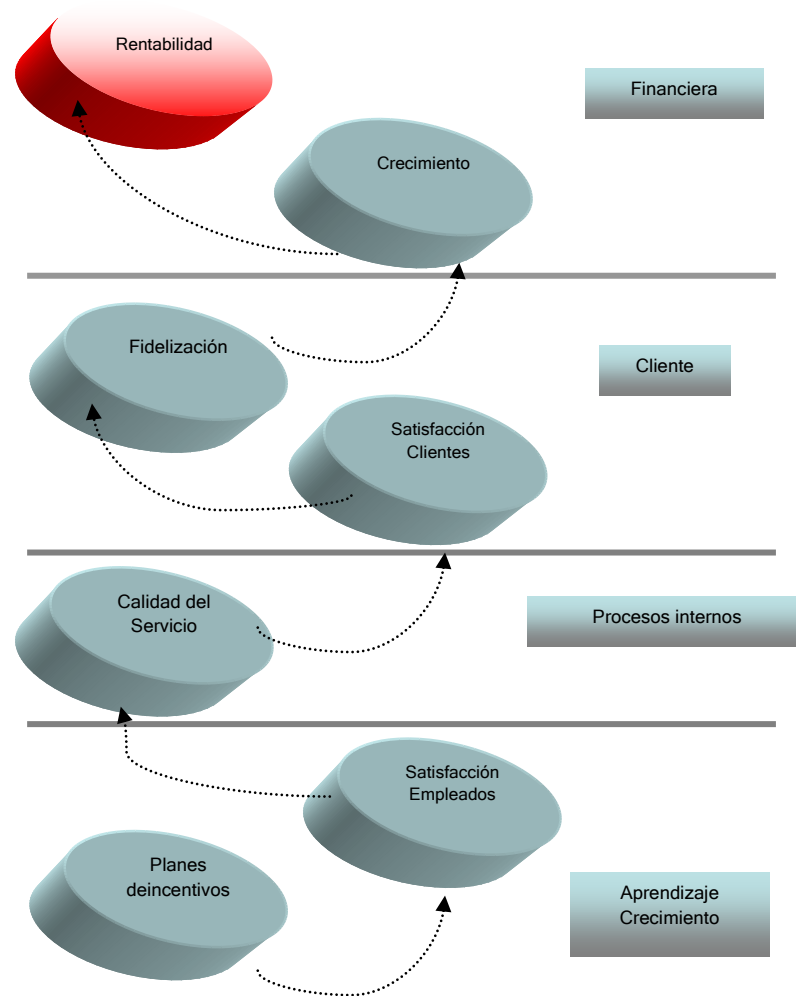 Rentabilidad
Financiera
Crecimiento
Fidelización
Cliente
Satisfacción
Clientes
Calidad del
Servicio
Procesos internos
Satisfacción
Empleados
Planes
deincentivos
Aprendizaje
Crecimiento